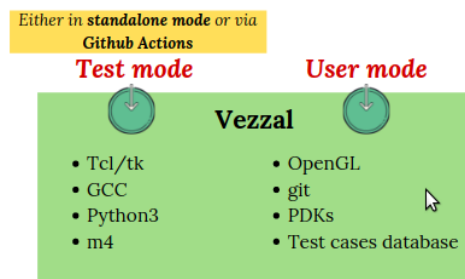 Either in standalone mode or via
Github Actions
Test mode
User mode
Vezzal
• Tcl/tk
• GCC
• Python3
• m4
• OpenGL
• git
• PDKs
• Test cases database